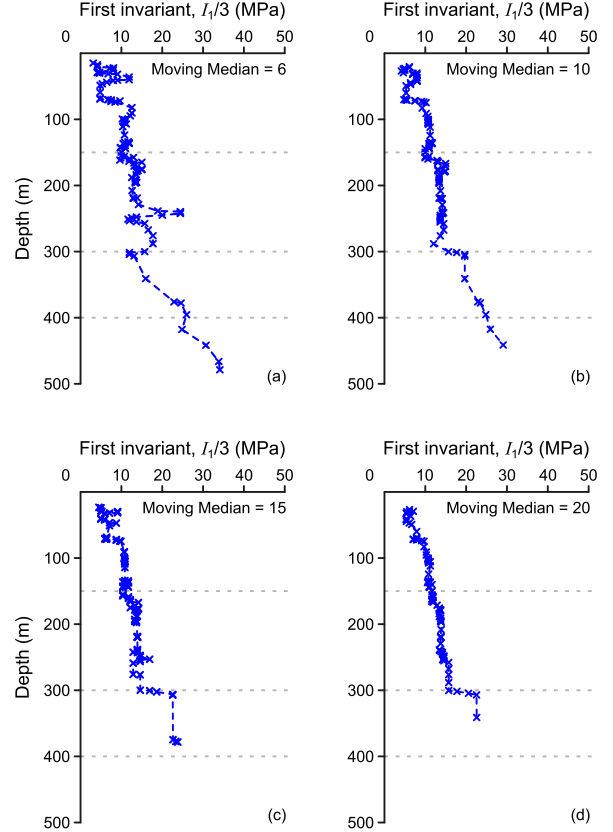 First invariant, I₁/3 (MPa)
0 10 20 30 40 50
Moving Median = 6
100
200
300
400
500
Depth (m)
(a)
First invariant, I₁/3 (MPa)
0 10 20 30 40 50
Moving Median = 10
100
200
300
400
500
(b)
First invariant, I₁/3 (MPa)
0 10 20 30 40 50
Moving Median = 15
100
200
300
400
500
Depth (m)
(c)
First invariant, I₁/3 (MPa)
0 10 20 30 40 50
Moving Median = 20
100
200
300
400
500
(d)